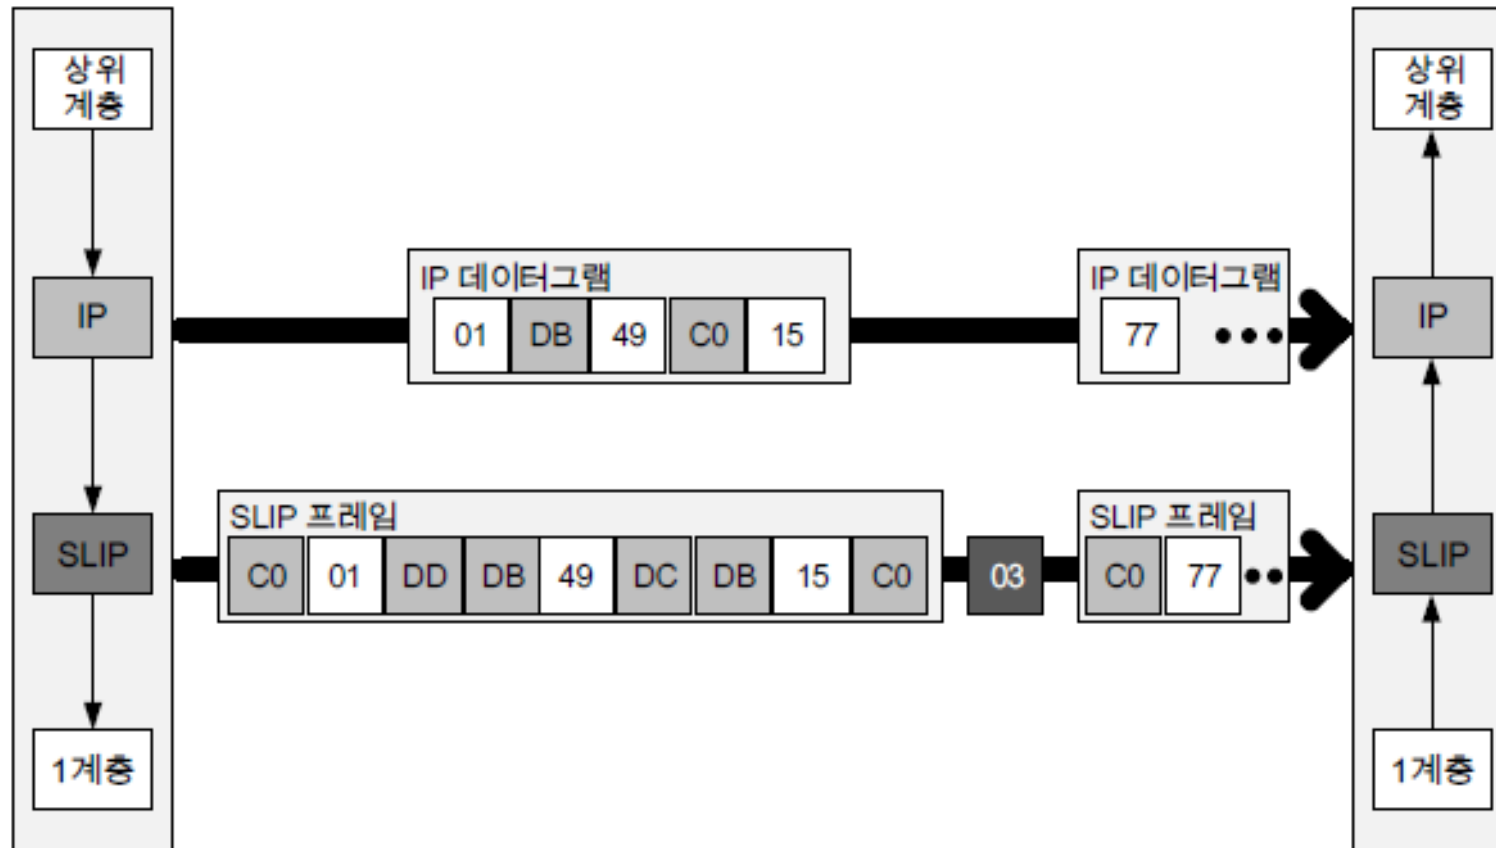 상위
계층
상위
계층
IP
IP 데이터그램
01 DB 49 C0 15
IP 데이터그램
77 •••
IP
SLIP
SLIP 프레임
C0 01 DD DB 49 DC DB 15 C0
03
SLIP 프레임
C0 77 ••
SLIP
1계층
1계층